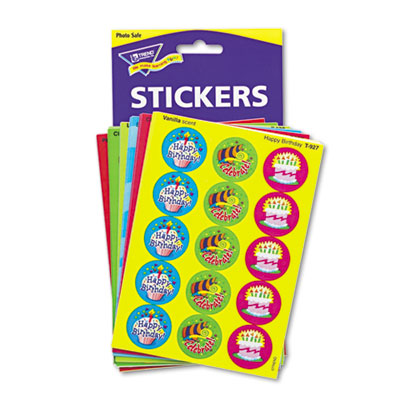 Photo Safe
TREND
STICKERS
Vanilla scent
Happy Birthday T-927
Happy Birthday!
Celebrate!
Happy Birthday!
Celebrate!
Happy Birthday!
Celebrate!
Happy Birthday!
Celebrate!
Happy Birthday!
Celebrate!